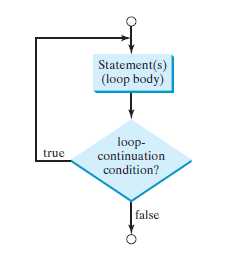 Statement(s)
(loop body)
loop-
continuation
condition?
true
false